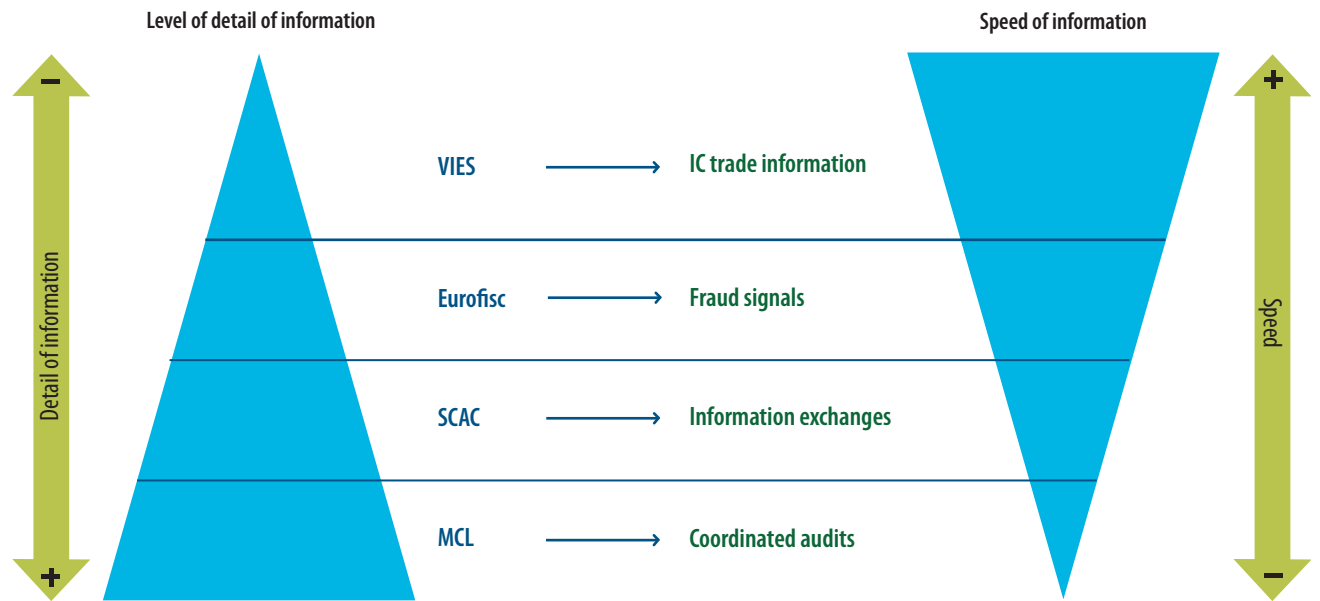 Level of detail of information
Speed of information
–
+
VIES
IC trade information
Detail of information
Eurofisc
Fraud signals
Speed
SCAC
Information exchanges
MCL
Coordinated audits
+
–